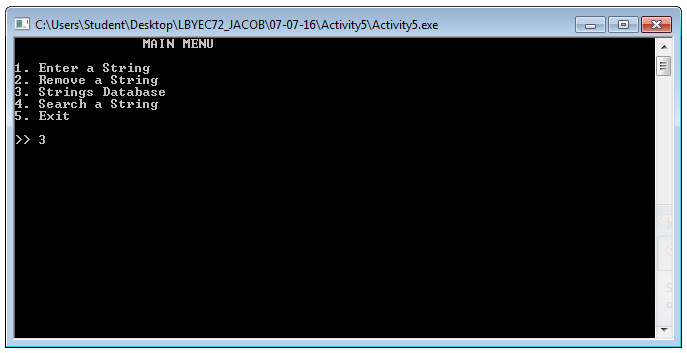 C:\Users\Student\Desktop\LBYEC72_JACOB\07-07-16\Activity5\Activity5.exe
MAIN MENU
1. Enter a String
2. Remove a String
3. Strings Database
4. Search a String
5. Exit
>> 3